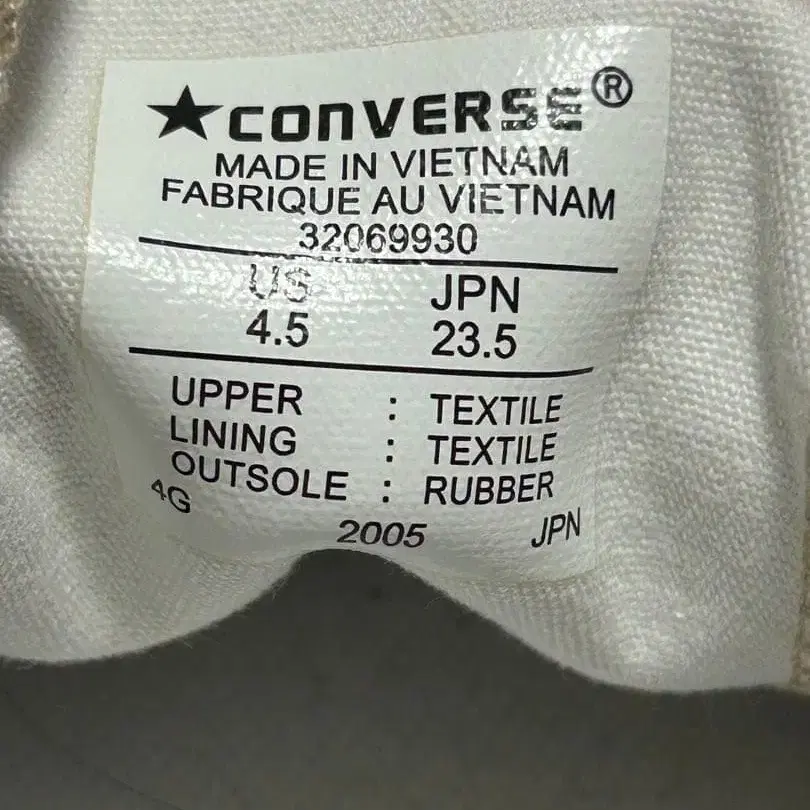 ★CONVERSE®
MADE IN VIETNAM
FABRIQUE AU VIETNAM
32069930
US JPN
4.5 23.5
UPPER : TEXTILE
LINING : TEXTILE
OUTSOLE : RUBBER
4G 2005 JPN